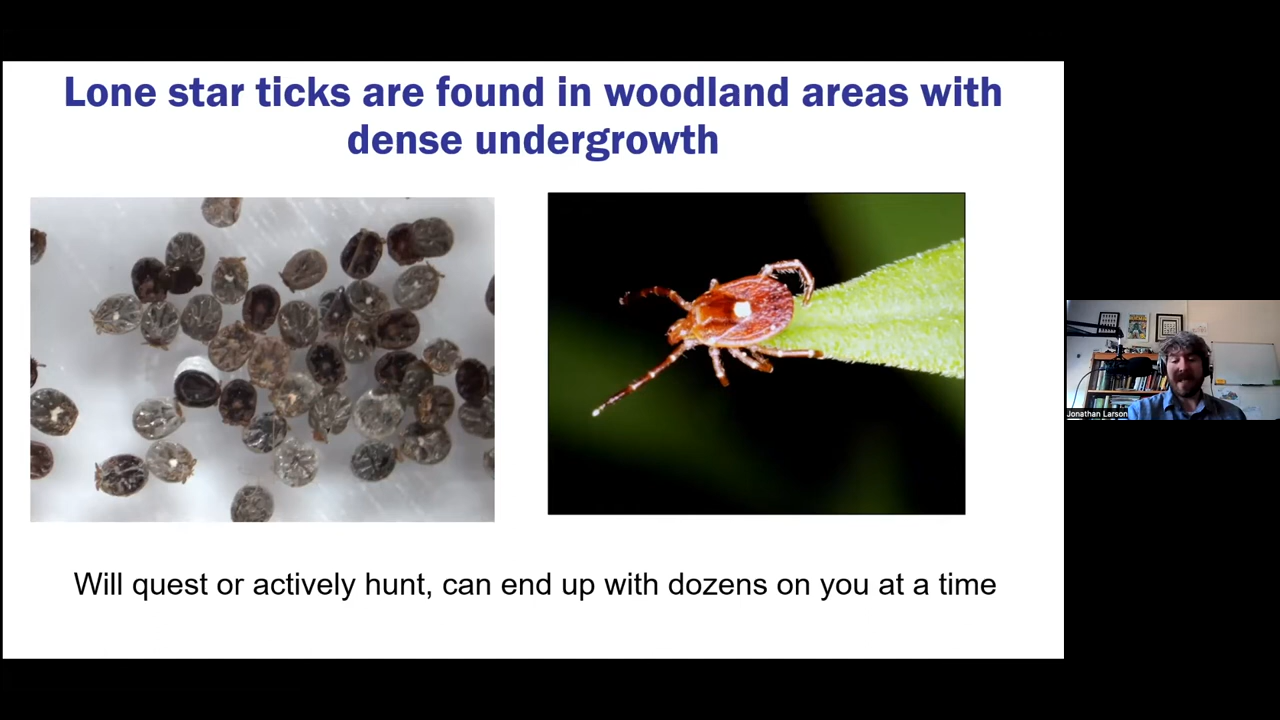 Lone star ticks are found in woodland areas with
dense undergrowth
Will quest or actively hunt, can end up with dozens on you at a time
Jonathan Larson